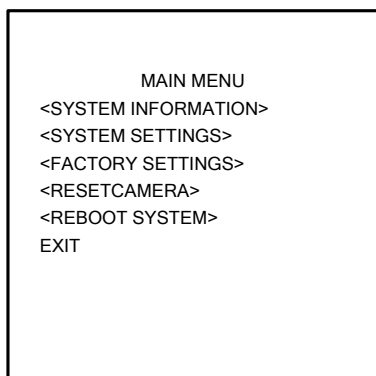 MAIN MENU
<SYSTEM INFORMATION>
<SYSTEM SETTINGS>
<FACTORY SETTINGS>
<RESETCAMERA>
<REBOOT SYSTEM>
EXIT